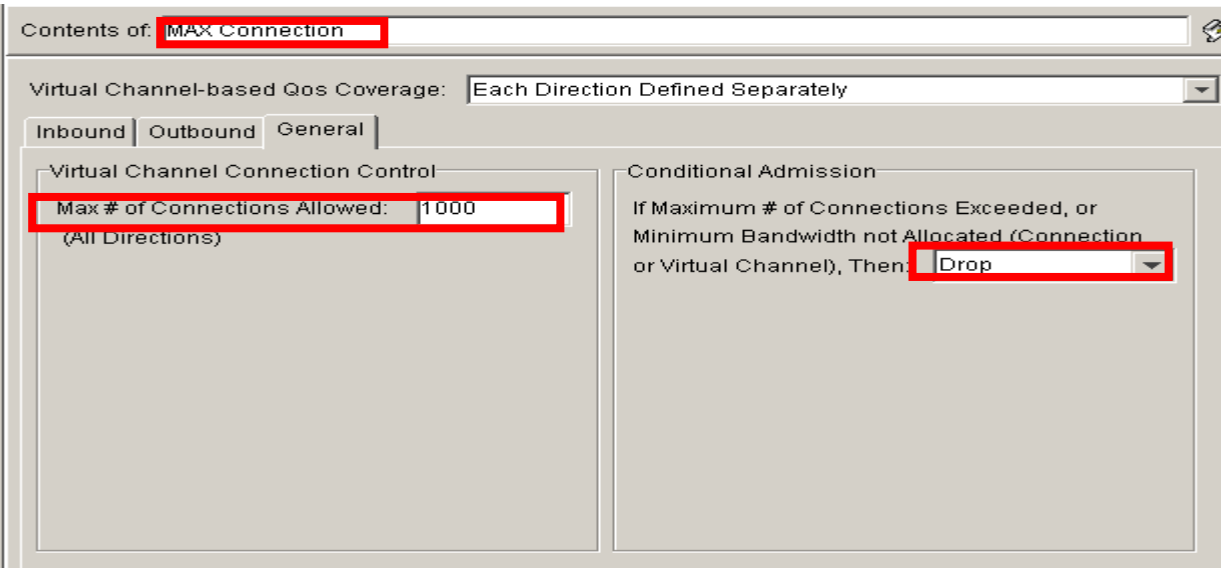 Contents of: MAX Connection
Virtual Channel-based Qos Coverage: Each Direction Defined Separately
Inbound Outbound General
Virtual Channel Connection Control
Max # of Connections Allowed: 1000
(All Directions)
Conditional Admission
If Maximum # of Connections Exceeded, or
Minimum Bandwidth not Allocated (Connection
or Virtual Channel), Then: Drop